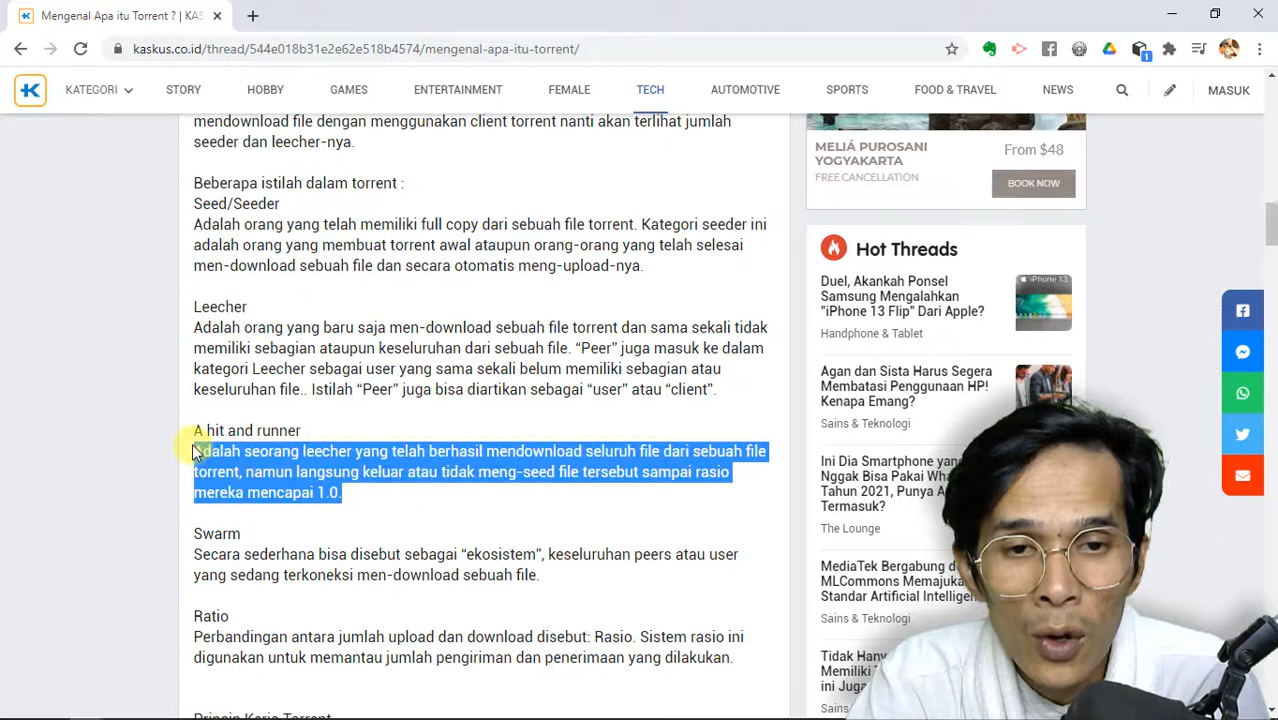 Mengenal Apa itu Torrent ? | KAS
kaskus.co.id/thread/544e018b31e2e62e518b4574/mengenal-apa-itu-torrent/
1
KATEGORI STORY HOBBY GAMES ENTERTAINMENT FEMALE TECH AUTOMOTIVE SPORTS FOOD & TRAVEL NEWS MASUK
mendownload file dengan menggunakan client torrent nanti akan terlihat jumlah
seeder dan leecher-nya.
Beberapa istilah dalam torrent :
Seed/Seeder
Adalah orang yang telah memiliki full copy dari sebuah file torrent. Kategori seeder ini
adalah orang yang membuat torrent awal ataupun orang-orang yang telah selesai
men-download sebuah file dan secara otomatis meng-upload-nya.
Leecher
Adalah orang yang baru saja men-download sebuah file torrent dan sama sekali tidak
memiliki sebagian ataupun keseluruhan dari sebuah file. “Peer” juga masuk ke dalam
kategori Leecher sebagai user yang sama sekali belum memiliki sebagian atau
keseluruhan file.. Istilah “Peer” juga bisa diartikan sebagai “user” atau “client”.
A hit and runner
Adalah seorang leecher yang telah berhasil mendownload seluruh file dari sebuah file
torrent, namun langsung keluar atau tidak meng-seed file tersebut sampai rasio
mereka mencapai 1.0.
Swarm
Secara sederhana bisa disebut sebagai “ekosistem”, keseluruhan peers atau user
yang sedang terkoneksi men-download sebuah file.
Ratio
Perbandingan antara jumlah upload dan download disebut: Rasio. Sistem rasio ini
digunakan untuk memantau jumlah pengiriman dan penerimaan yang dilakukan.
Prinsip Kerja Torrent
MELIÁ PUROSANI
YOGYAKARTA
FREE CANCELLATION
From $48
BOOK NOW
Hot Threads
Duel, Akankah Ponsel
Samsung Mengalahkan
"iPhone 13 Flip" Dari Apple?
Handphone & Tablet
iPhone 13
Agan dan Sista Harus Segera
Membatasi Penggunaan HP!
Kenapa Emang?
Sains & Teknologi
Ini Dia Smartphone yang
Nggak Bisa Pakai
Tahun 2021, Punya
Termasuk?
The Lounge
MediaTek Bergabung
MLCommons Memajuk
Standar Artificial Intelligen
Sains & Teknologi
Tidak Hany
Memiliki
ini Juga